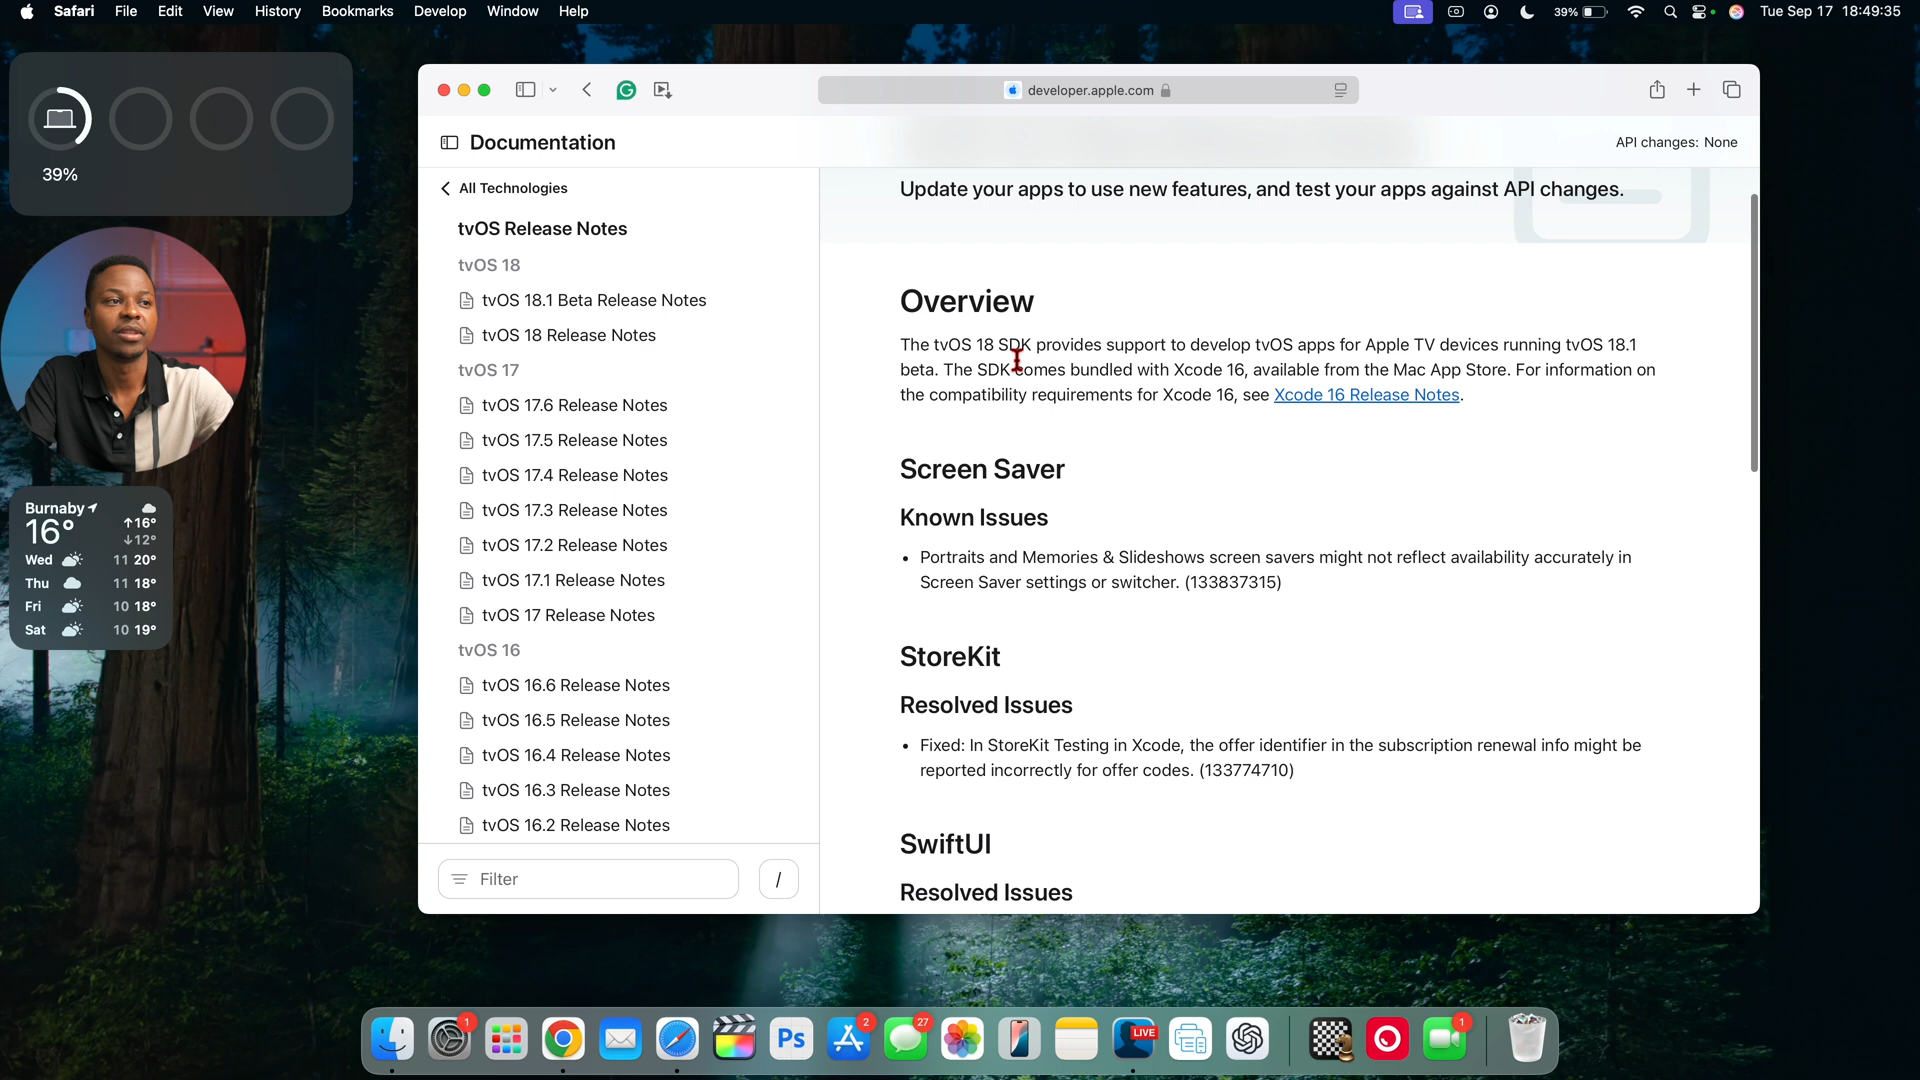 Safari File Edit View History Bookmarks Develop Window Help
39% Tue Sep 17 18:49:35
39%
Burnaby
16°
↑16°
↓12°
Wed 11 20°
Thu 11 18°
Fri 10 18°
Sat 10 19°
developer.apple.com
Documentation
API changes: None
All Technologies
tvOS Release Notes
tvOS 18
tvOS 18.1 Beta Release Notes
tvOS 18 Release Notes
tvOS 17
tvOS 17.6 Release Notes
tvOS 17.5 Release Notes
tvOS 17.4 Release Notes
tvOS 17.3 Release Notes
tvOS 17.2 Release Notes
tvOS 17.1 Release Notes
tvOS 17 Release Notes
tvOS 16
tvOS 16.6 Release Notes
tvOS 16.5 Release Notes
tvOS 16.4 Release Notes
tvOS 16.3 Release Notes
tvOS 16.2 Release Notes
Filter
/
Update your apps to use new features, and test your apps against API changes.
Overview
The tvOS 18 SDK provides support to develop tvOS apps for Apple TV devices running tvOS 18.1
beta. The SDK comes bundled with Xcode 16, available from the Mac App Store. For information on
the compatibility requirements for Xcode 16, see Xcode 16 Release Notes.
Screen Saver
Known Issues
• Portraits and Memories & Slideshows screen savers might not reflect availability accurately in
Screen Saver settings or switcher. (133837315)
StoreKit
Resolved Issues
• Fixed: In StoreKit Testing in Xcode, the offer identifier in the subscription renewal info might be
reported incorrectly for offer codes. (133774710)
SwiftUI
Resolved Issues
1
Ps
2
27
LIVE
1